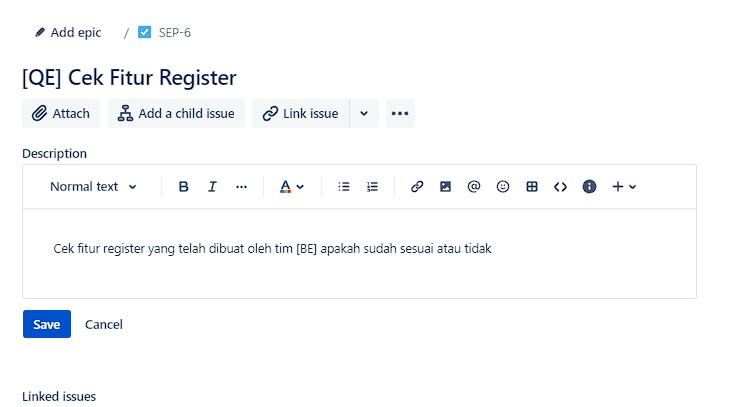 Add epic / SEP-6
[QE] Cek Fitur Register
Attach Add a child issue Link issue
Description
Normal text B I A @
Cek fitur register yang telah dibuat oleh tim [BE] apakah sudah sesuai atau tidak
Save Cancel
Linked issues